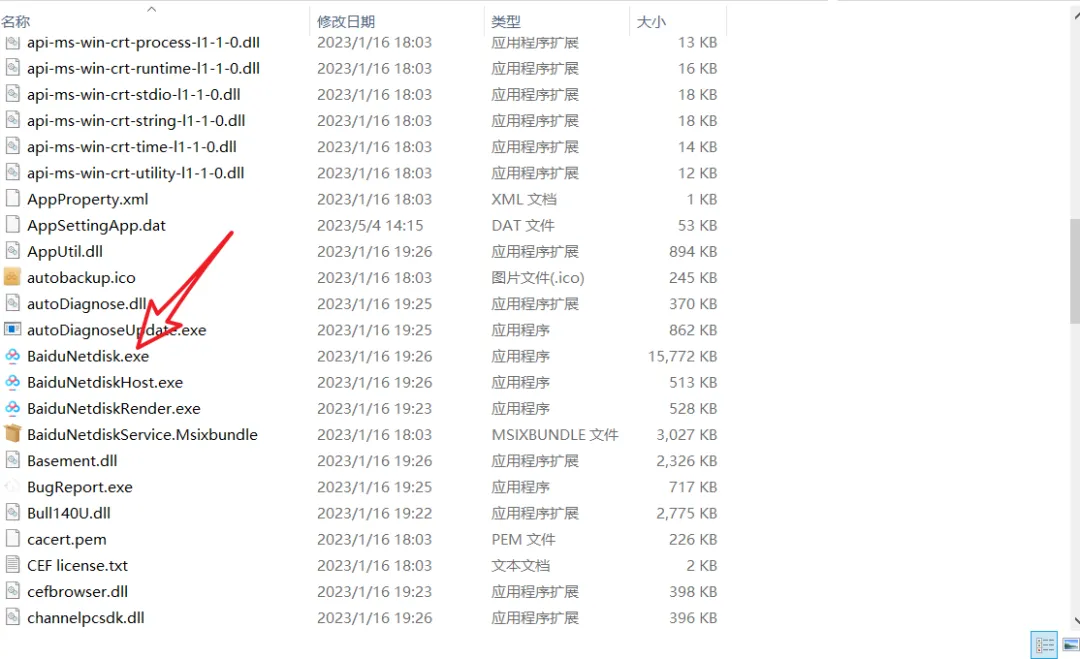 名称 修改日期 类型 大小
api-ms-win-crt-process-l1-1-0.dll 2023/1/16 18:03 应用程序扩展 13 KB
api-ms-win-crt-runtime-l1-1-0.dll 2023/1/16 18:03 应用程序扩展 16 KB
api-ms-win-crt-stdio-l1-1-0.dll 2023/1/16 18:03 应用程序扩展 18 KB
api-ms-win-crt-string-l1-1-0.dll 2023/1/16 18:03 应用程序扩展 18 KB
api-ms-win-crt-time-l1-1-0.dll 2023/1/16 18:03 应用程序扩展 14 KB
api-ms-win-crt-utility-l1-1-0.dll 2023/1/16 18:03 应用程序扩展 12 KB
AppProperty.xml 2023/1/16 18:03 XML 文档 1 KB
AppSettingApp.dat 2023/5/4 14:15 DAT 文件 53 KB
AppUtil.dll 2023/1/16 19:26 应用程序扩展 894 KB
autobackup.ico 2023/1/16 18:03 图片文件(.ico) 245 KB
autoDiagnose.dll 2023/1/16 19:25 应用程序扩展 370 KB
autoDiagnoseUpdate.exe 2023/1/16 19:25 应用程序 862 KB
BaiduNetdisk.exe 2023/1/16 19:26 应用程序 15,772 KB
BaiduNetdiskHost.exe 2023/1/16 19:26 应用程序 513 KB
BaiduNetdiskRender.exe 2023/1/16 19:23 应用程序 528 KB
BaiduNetdiskService.Msixbundle 2023/1/16 18:03 MSIXBUNDLE 文件 3,027 KB
Basement.dll 2023/1/16 19:26 应用程序扩展 2,326 KB
BugReport.exe 2023/1/16 19:25 应用程序 717 KB
Bull140U.dll 2023/1/16 19:22 应用程序扩展 2,775 KB
cacert.pem 2023/1/16 18:03 PEM 文件 226 KB
CEF license.txt 2023/1/16 18:03 文本文档 2 KB
cefbrowser.dll 2023/1/16 19:23 应用程序扩展 398 KB
channelpcsdk.dll 2023/1/16 19:26 应用程序扩展 396 KB